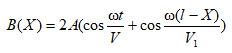 B(X) = 2A(cos ωt/V + cos ω(l − X)/V₁)